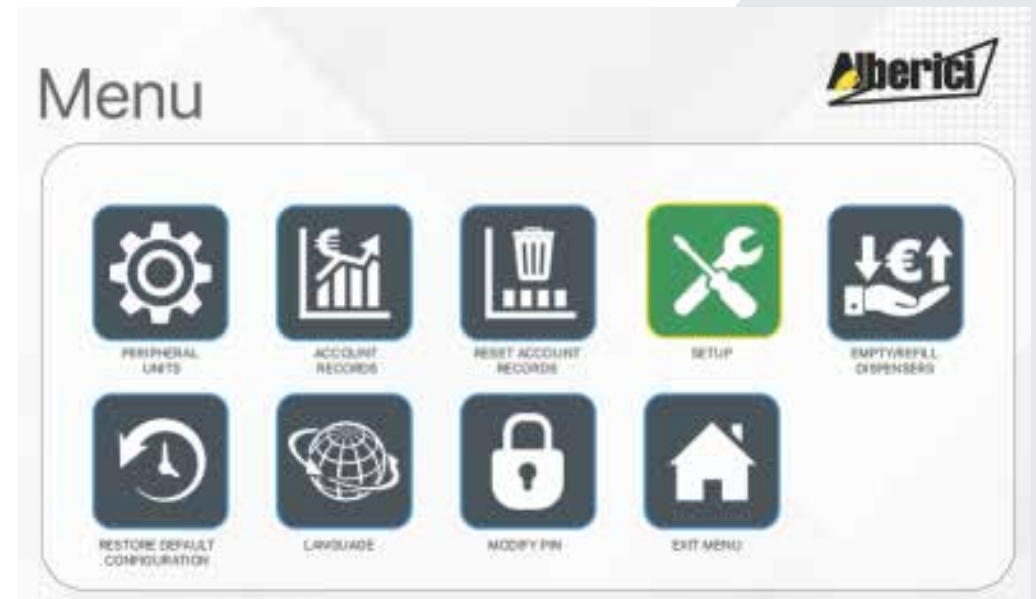 Menu
Alberici
PERIPHERAL
UNITS
ACCOUNT
RECORDS
RESET ACCOUNT
RECORDS
SETUP
EMPTY/REFILL
DISPENSERS
RESTORE DEFAULT
CONFIGURATION
LANGUAGE
MODIFY PIN
EXIT MENU